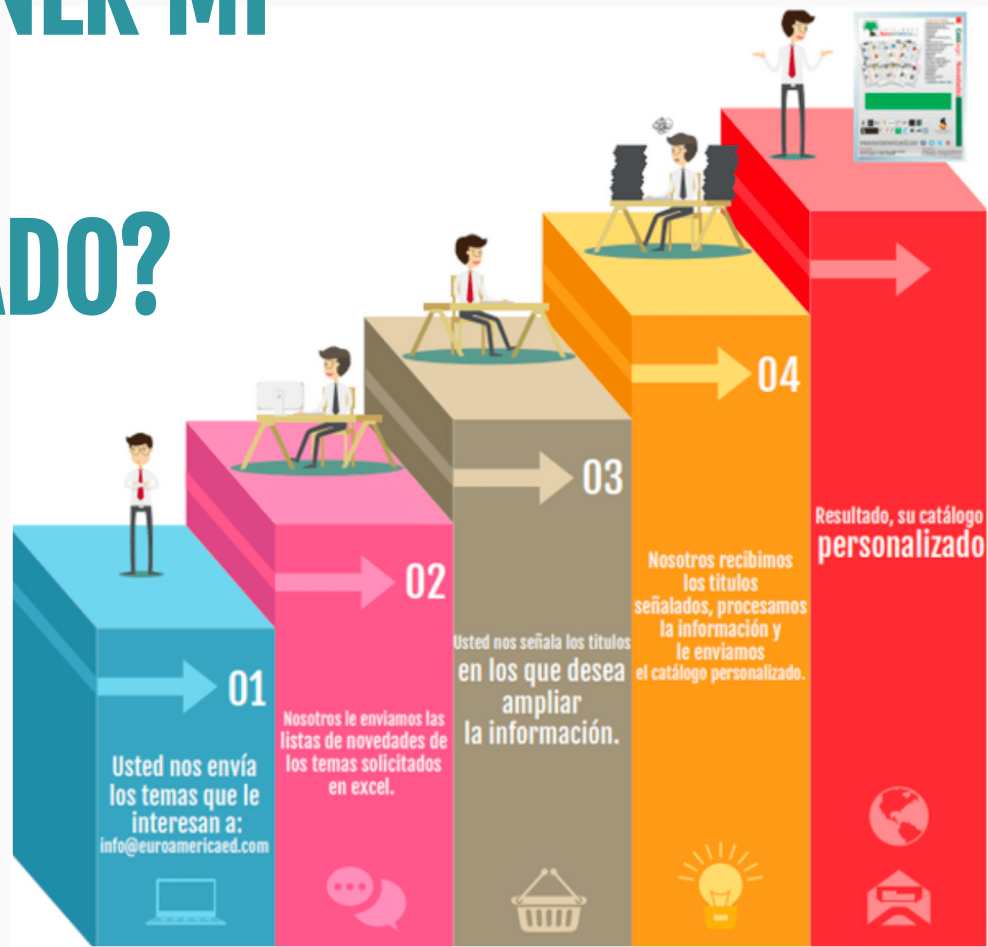 NER MI
ADO?
01
Usted nos envía
los temas que le
interesan a:
info@euroamericaed.com
02
Nosotros le enviamos las
listas de novedades de
los temas solicitados
en excel.
03
Usted nos señala los titulos
en los que desea
ampliar
la información.
04
Nosotros recibimos
los titulos
señalados, procesamos
la información y
le enviamos
el catálogo personalizado.
Resultado, su catálogo
personalizado